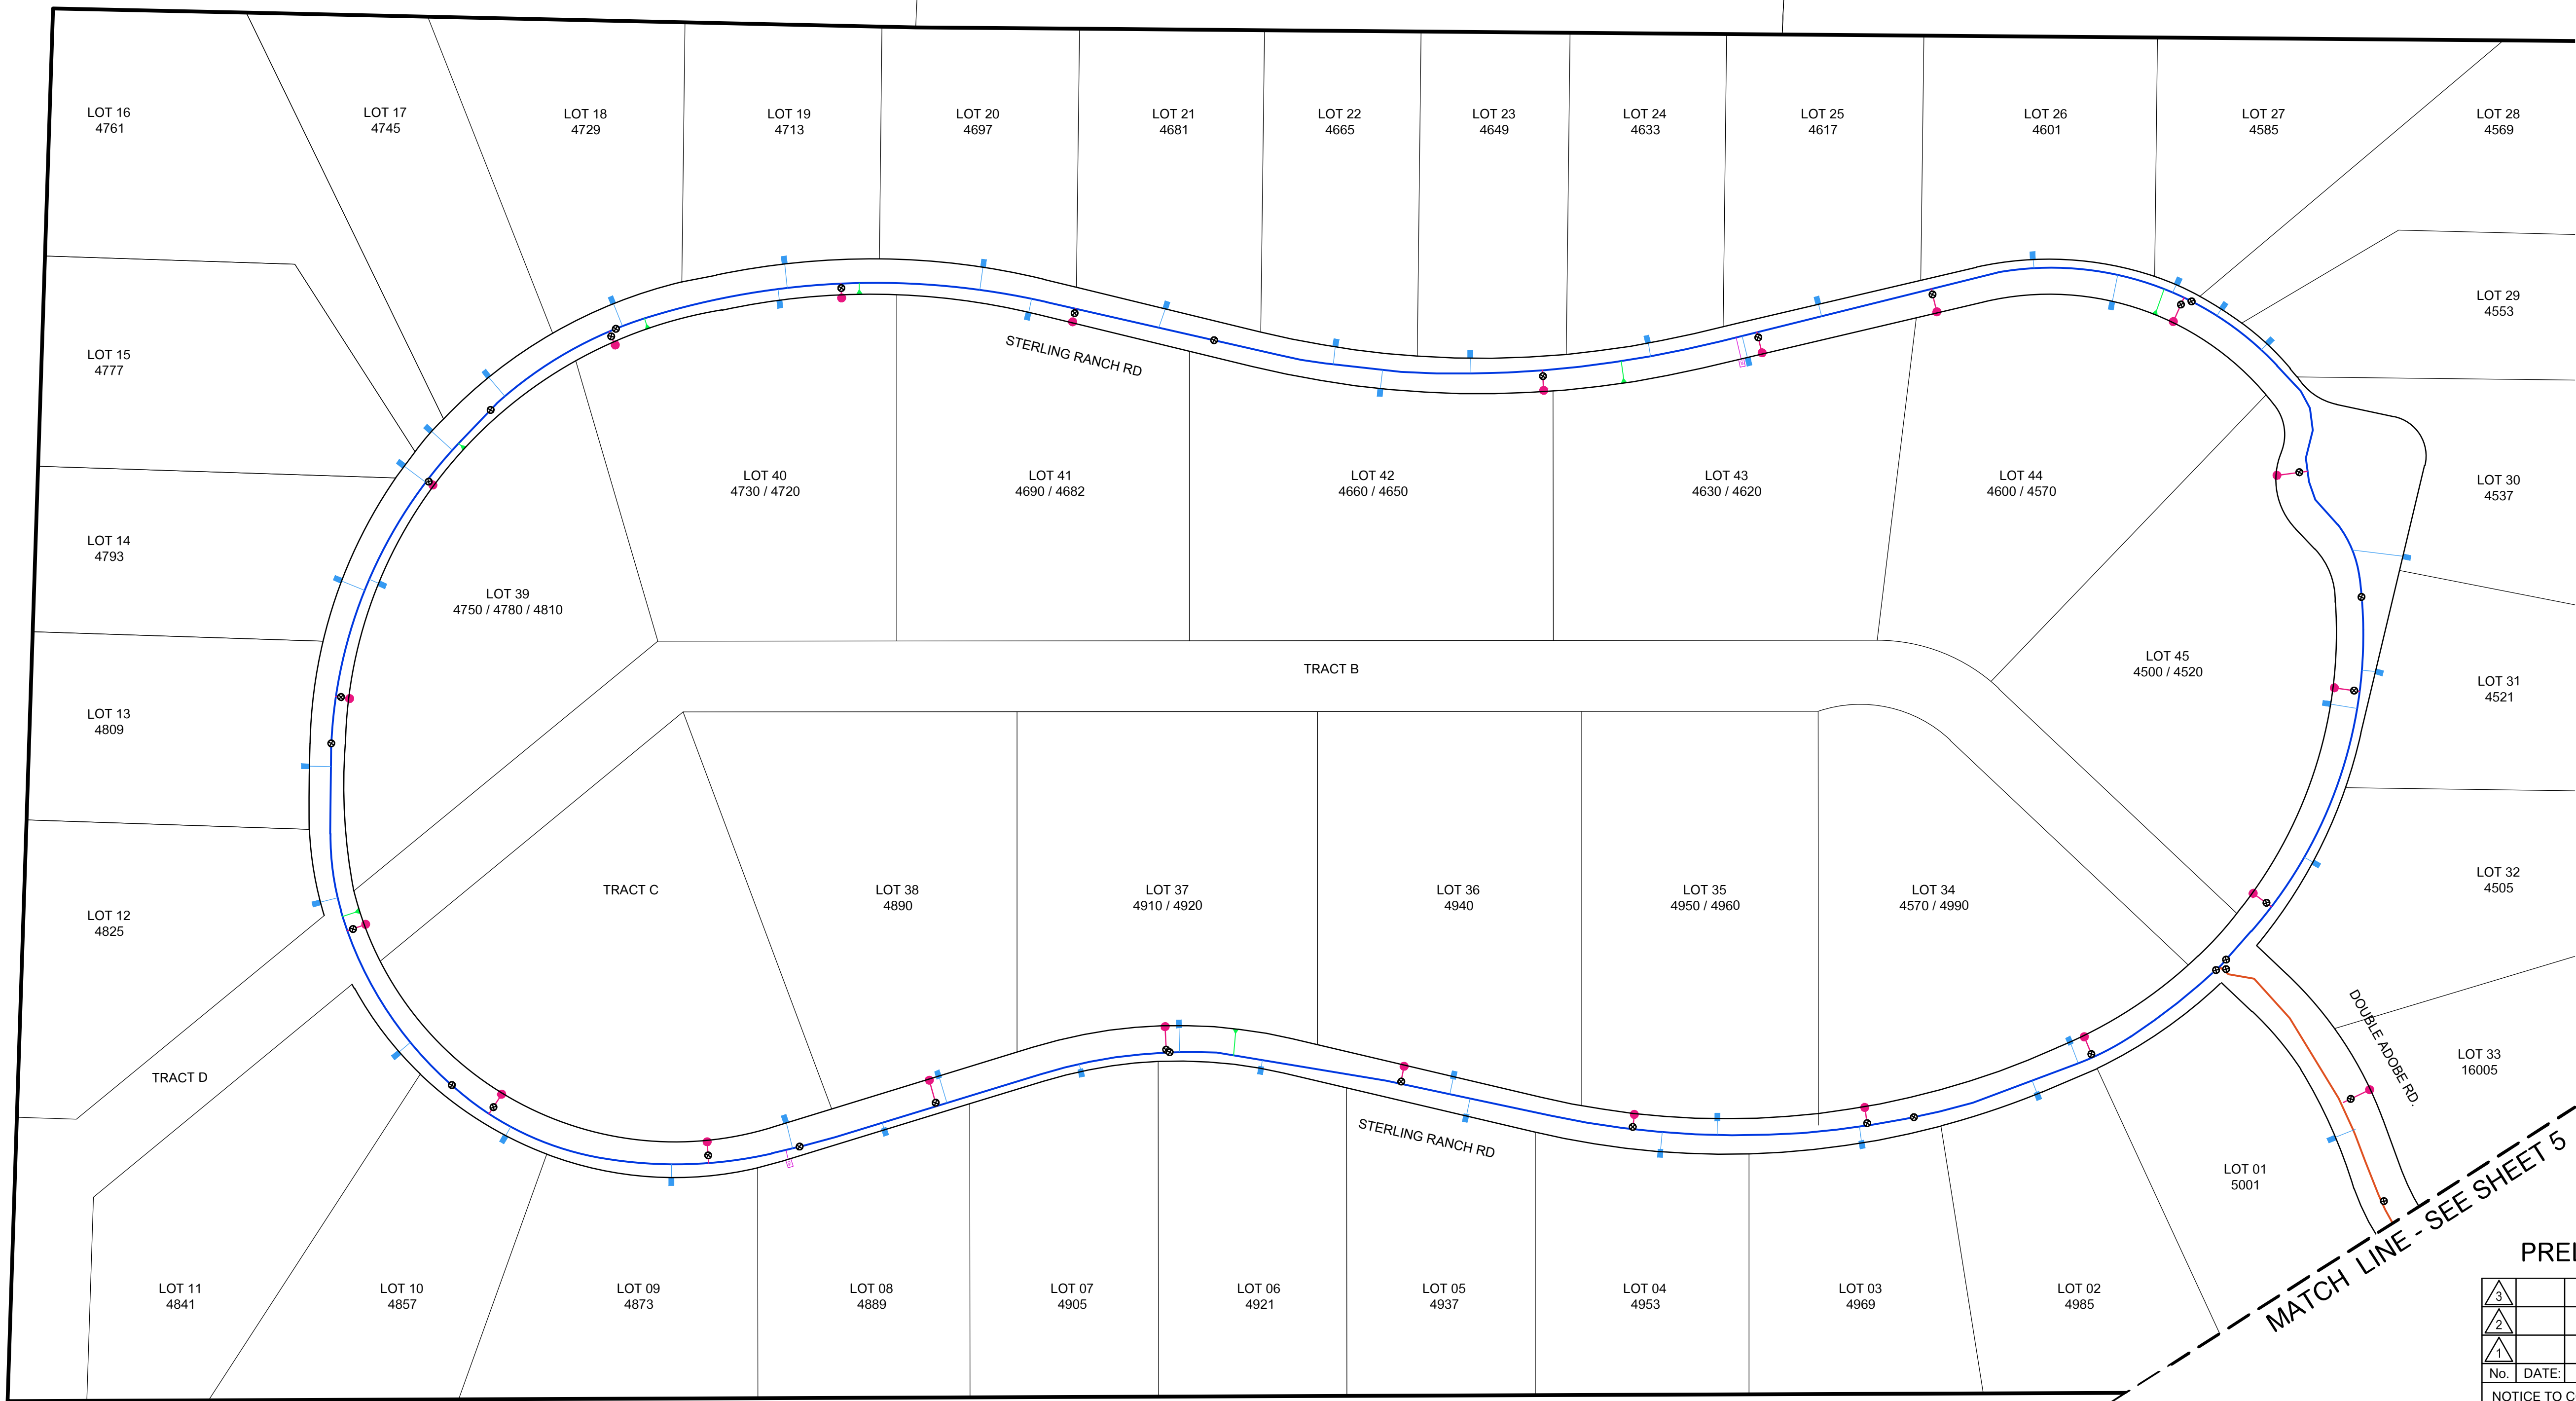 LOT 16
4761
LOT 17
4745
LOT 18
4729
LOT 19
4713
LOT 20
4697
LOT 21
4681
LOT 22
4665
LOT 23
4649
LOT 24
4633
LOT 25
4617
LOT 26
4601
LOT 27
4585
LOT 28
4569
LOT 29
4553
LOT 15
4777
STERLING RANCH RD
LOT 40
4730 / 4720
LOT 41
4690 / 4682
LOT 42
4660 / 4650
LOT 43
4630 / 4620
LOT 44
4600 / 4570
LOT 30
4537
LOT 14
4793
LOT 39
4750 / 4780 / 4810
TRACT B
LOT 45
4500 / 4520
LOT 31
4521
LOT 13
4809
TRACT C
LOT 38
4890
LOT 37
4910 / 4920
LOT 36
4940
LOT 35
4950 / 4960
LOT 34
4570 / 4990
LOT 32
4505
LOT 12
4825
DOUBLE ADOBE RD.
LOT 33
16005
TRACT D
STERLING RANCH RD
LOT 01
5001
MATCH LINE - SEE SHEET 5
LOT 11
4841
LOT 10
4857
LOT 09
4873
LOT 08
4889
LOT 07
4905
LOT 06
4921
LOT 05
4937
LOT 04
4953
LOT 03
4969
LOT 02
4985
PREL
3
2
1
No. DATE:
NOTICE TO C